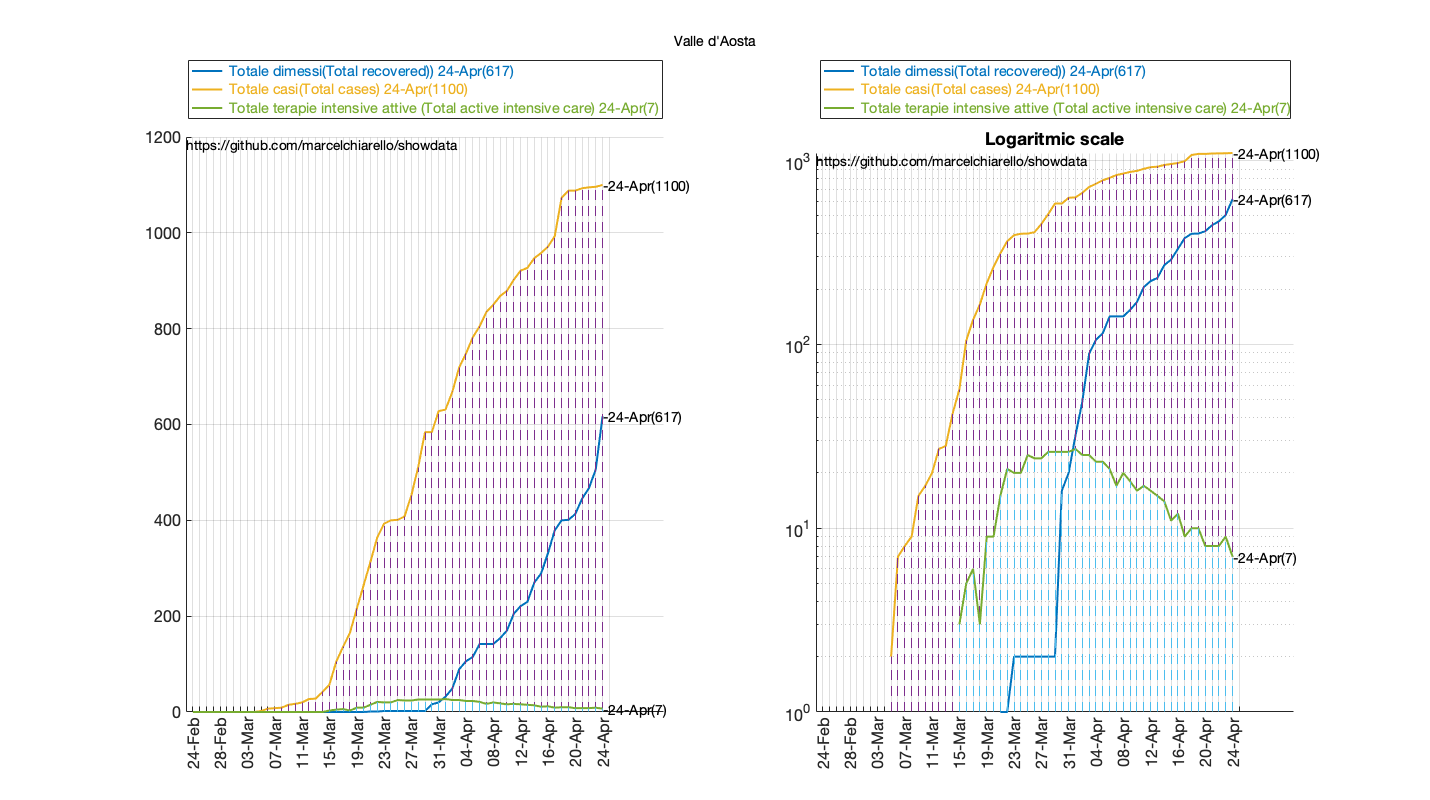 Valle d'Aosta
Totale dimessi(Total recovered)) 24-Apr(617)
Totale casi(Total cases) 24-Apr(1100)
Totale terapie intensive attive (Total active intensive care) 24-Apr(7)
1200
1000
800
600
400
200
0
https://github.com/marcelchiarello/showdata
-24-Apr(1100)
-24-Apr(617)
-24-Apr(7)
24-Feb
28-Feb
03-Mar
07-Mar
11-Mar
15-Mar
19-Mar
23-Mar
27-Mar
31-Mar
04-Apr
08-Apr
12-Apr
16-Apr
20-Apr
24-Apr
Totale dimessi(Total recovered)) 24-Apr(617)
Totale casi(Total cases) 24-Apr(1100)
Totale terapie intensive attive (Total active intensive care) 24-Apr(7)
Logaritmic scale
10^3
10^2
10^1
10^0
https://github.com/marcelchiarello/showdata
-24-Apr(1100)
-24-Apr(617)
-24-Apr(7)
24-Feb
28-Feb
03-Mar
07-Mar
11-Mar
15-Mar
19-Mar
23-Mar
27-Mar
31-Mar
04-Apr
08-Apr
12-Apr
16-Apr
20-Apr
24-Apr